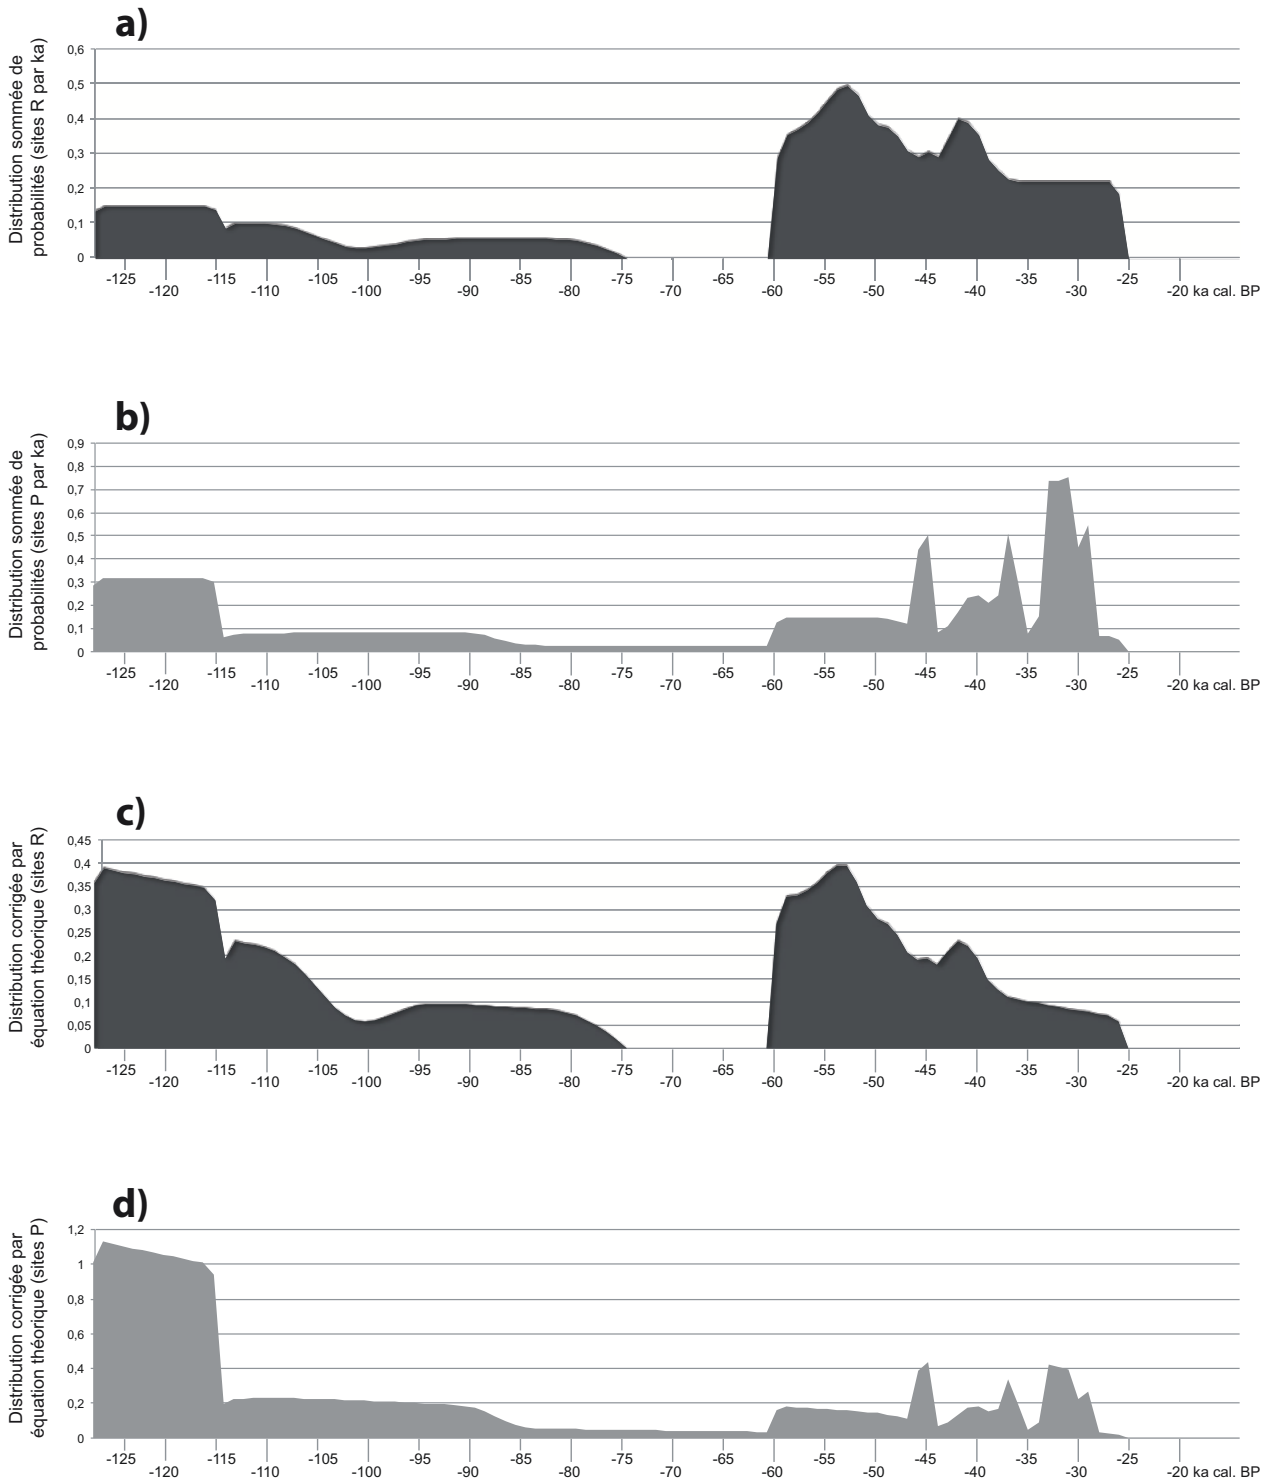 a)
Distribution sommée de
probabilités (sites R par ka)
0,6
0,5
0,4
0,3
0,2
0,1
0
-125 -120 -115 -110 -105 -100 -95 -90 -85 -80 -75 -70 -65 -60 -55 -50 -45 -40 -35 -30 -25 -20 ka cal. BP
b)
Distribution sommée de
probabilités (sites P par ka)
0,9
0,8
0,7
0,6
0,5
0,4
0,3
0,2
0,1
0
-125 -120 -115 -110 -105 -100 -95 -90 -85 -80 -75 -70 -65 -60 -55 -50 -45 -40 -35 -30 -25 -20 ka cal. BP
c)
Distribution corrigée par
équation théorique (sites R)
0,45
0,4
0,35
0,3
0,25
0,2
0,15
0,1
0,05
0
-125 -120 -115 -110 -105 -100 -95 -90 -85 -80 -75 -70 -65 -60 -55 -50 -45 -40 -35 -30 -25 -20 ka cal. BP
d)
Distribution corrigée par
équation théorique (sites P)
1,2
1
0,8
0,6
0,4
0,2
0
-125 -120 -115 -110 -105 -100 -95 -90 -85 -80 -75 -70 -65 -60 -55 -50 -45 -40 -35 -30 -25 -20 ka cal. BP